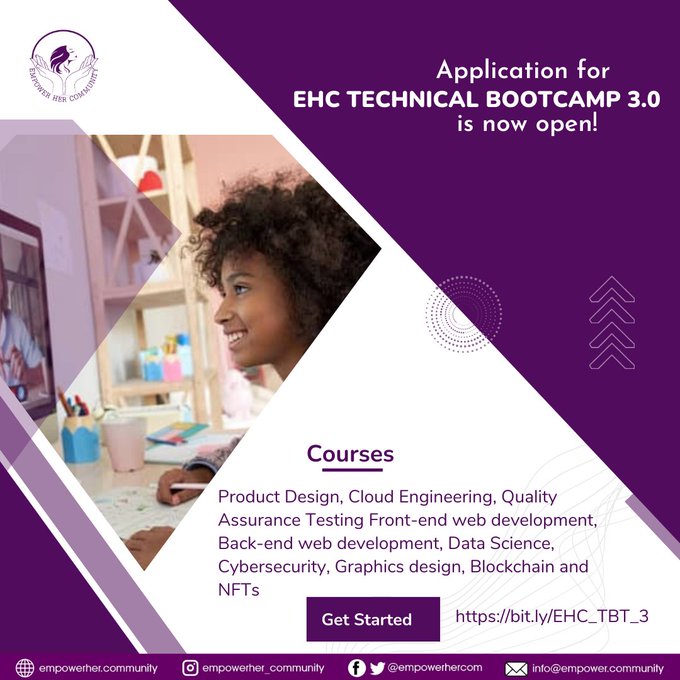 EMPOWER HER COMMUNITY
Application for
EHC TECHNICAL BOOTCAMP 3.0
is now open!
Courses
Product Design, Cloud Engineering, Quality
Assurance Testing Front-end web development,
Back-end web development, Data Science,
Cybersecurity, Graphics design, Blockchain and
NFTs
Get Started
https://bit.ly/EHC_TBT_3
empowerher.community
empowerher_community
@empowerhercom
info@empower.community